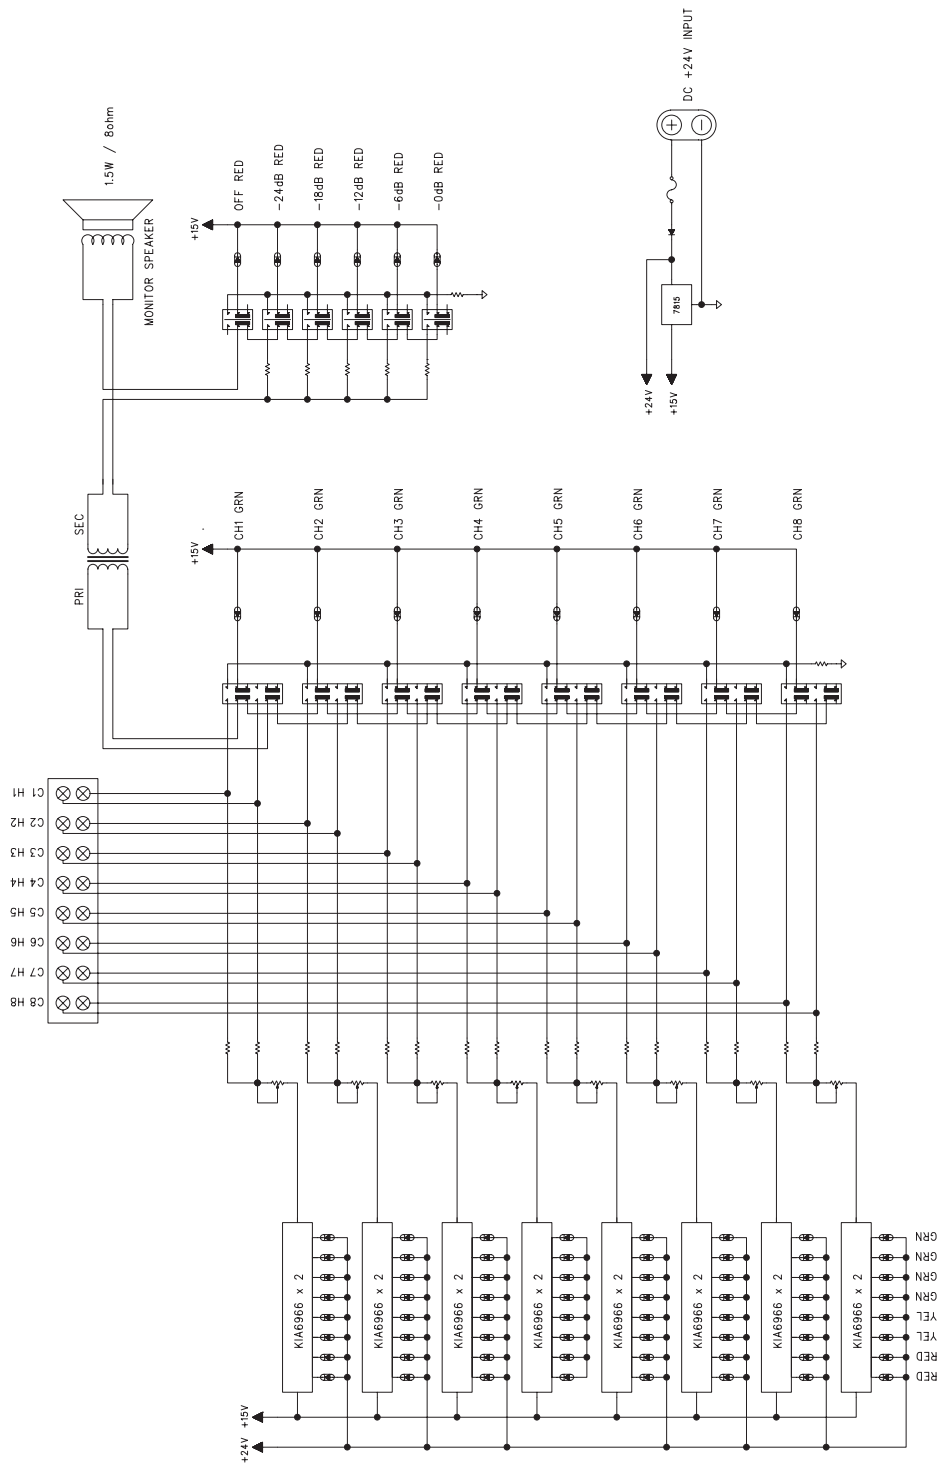 DC +24V INPUT
1.5W / 8ohm
MONITOR SPEAKER
OFF RED
-24dB RED
-18dB RED
-12dB RED
-6dB RED
-0dB RED
+15V
7815
+24V
+15V
SEC
PRI
+15V
CH1 GRN
CH2 GRN
CH3 GRN
CH4 GRN
CH5 GRN
CH6 GRN
CH7 GRN
CH8 GRN
C1 H1
C2 H2
C3 H3
C4 H4
C5 H5
C6 H6
C7 H7
C8 H8
KIA6966 x 2
KIA6966 x 2
KIA6966 x 2
KIA6966 x 2
KIA6966 x 2
KIA6966 x 2
KIA6966 x 2
KIA6966 x 2
GRN
GRN
GRN
GRN
YEL
YEL
RED
RED
+15V
+24V